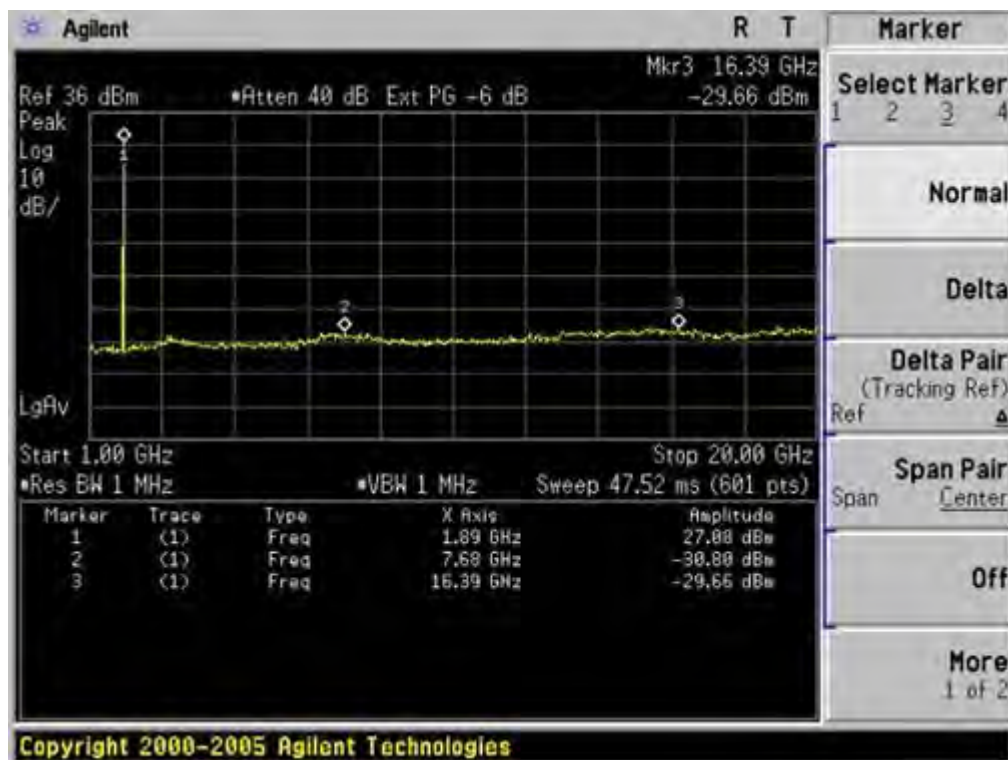 Agilent R T
Mkr3 16.39 GHz
Ref 36 dBm *Atten 40 dB Ext PG -6 dB -29.66 dBm
Peak
Log
10
dB/
1
2
3
LgAv
Start 1.00 GHz Stop 20.00 GHz
*Res BW 1 MHz *VBW 1 MHz Sweep 47.52 ms (601 pts)
Marker Trace Type X Axis Amplitude
1 (1) Freq 1.89 GHz 27.08 dBm
2 (1) Freq 7.68 GHz -30.80 dBm
3 (1) Freq 16.39 GHz -29.66 dBm
Copyright 2000-2005 Agilent Technologies
Marker
Select Marker
1 2 3 4
Normal
Delta
Delta Pair
(Tracking Ref)
Ref Δ
Span Pair
Span Center
Off
More
1 of 2